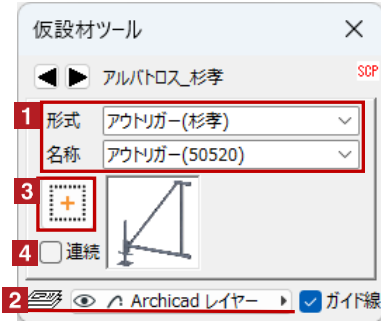 仮設材ツール
アルバトロス_杉孝
SCP
1
形式 アウトリガー(杉孝)
名称 アウトリガー(50520)
3
4 連続
2 Archicad レイヤー ガイド線